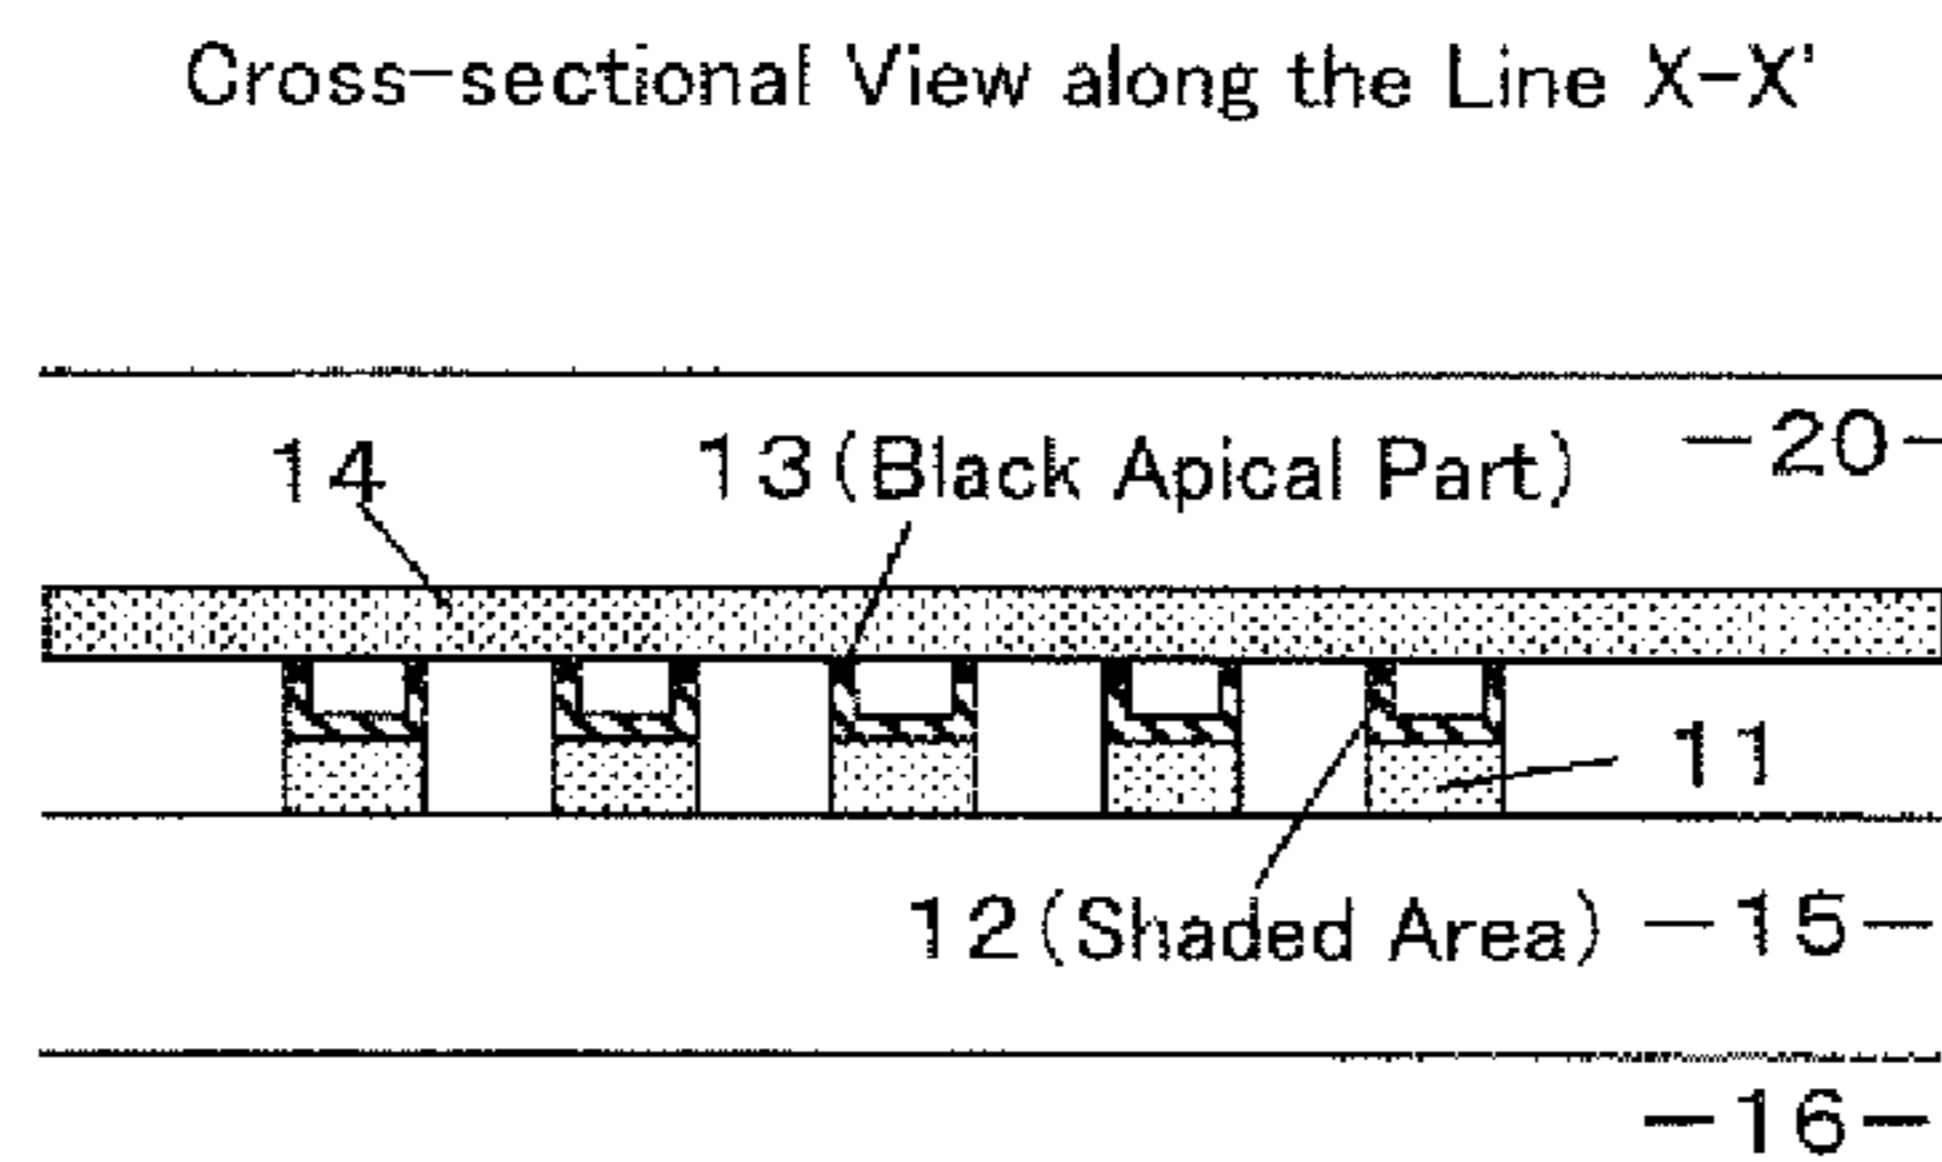 Cross-sectional View along the Line X-X'
14 13(Black Apical Part) -20-
11
12(Shaded Area) -15-
-16-